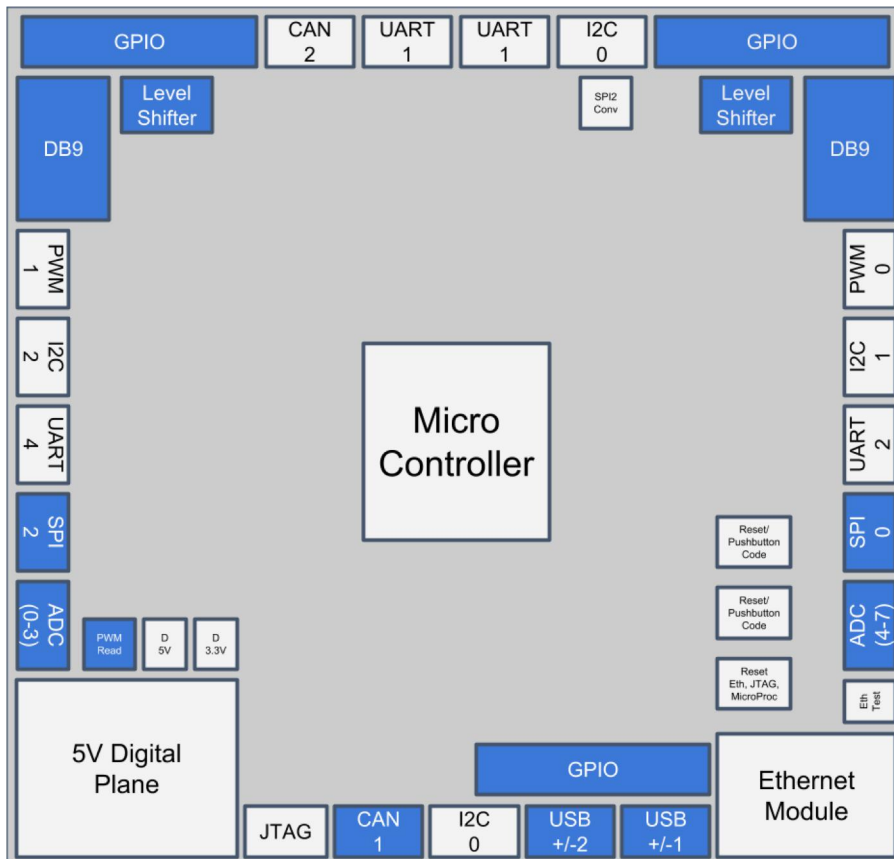 GPIO
CAN
2
UART
1
UART
1
I2C
0
GPIO
DB9
Level
Shifter
SPI2
Conv
Level
Shifter
DB9
PWM
1
PWM
0
I2C
2
I2C
1
Micro
Controller
UART
4
UART
2
SPI
2
Reset/
Pushbutton
Code
SPI
0
ADC
(0-3)
PWM
Read
D
5V
D
3.3V
Reset/
Pushbutton
Code
ADC
(4-7)
Reset
Eth, JTAG,
MicroProc
Eth
Test
5V Digital
Plane
GPIO
Ethernet
Module
JTAG
CAN
1
I2C
0
USB
+/-2
USB
+/-1